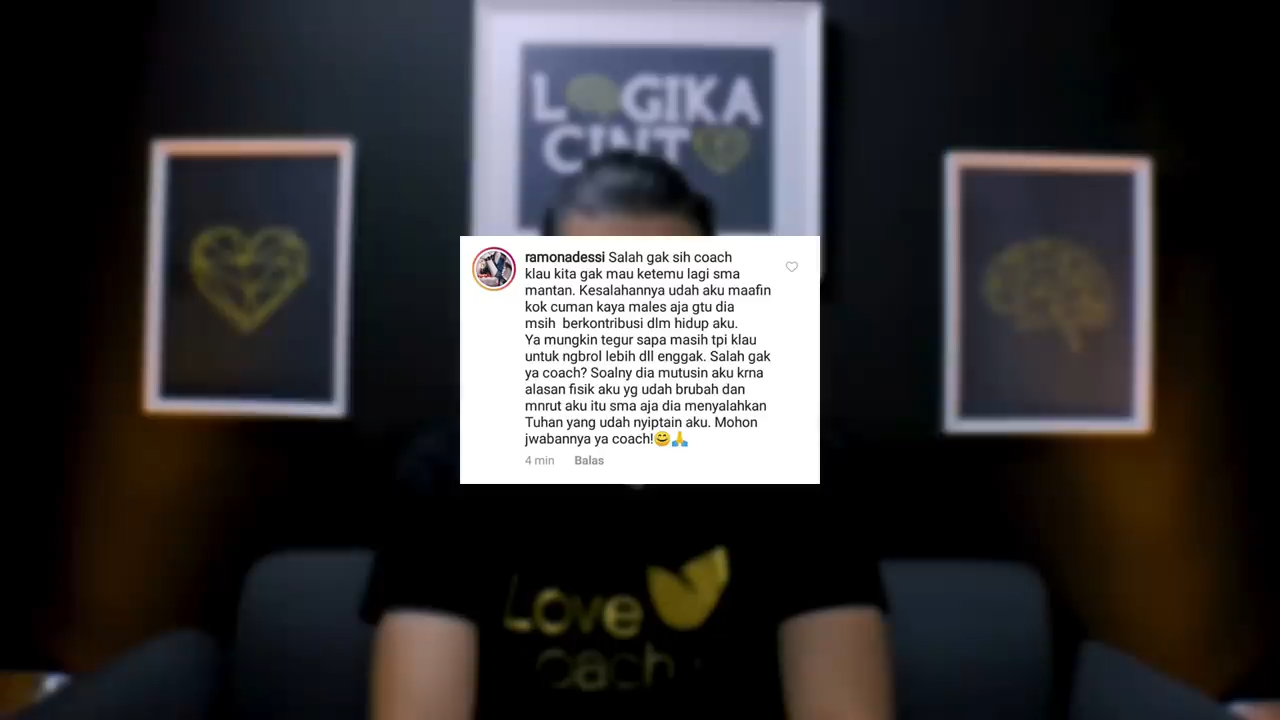 LOGIKA
CINT
ramonadessi Salah gak sih coach
klau kita gak mau ketemu lagi sma
mantan. Kesalahannya udah aku maafin
kok cuman kaya males aja gtu dia
msih berkontribusi dlm hidup aku.
Ya mungkin tegur sapa masih tpi klau
untuk ngbrol lebih dll enggak. Salah gak
ya coach? Soalny dia mutusin aku krna
alasan fisik aku yg udah brubah dan
mnrut aku itu sma aja dia menyalahkan
Tuhan yang udah nyiptain aku. Mohon
jwabannya ya coach!😊🙏
4 min Balas
Love
coach